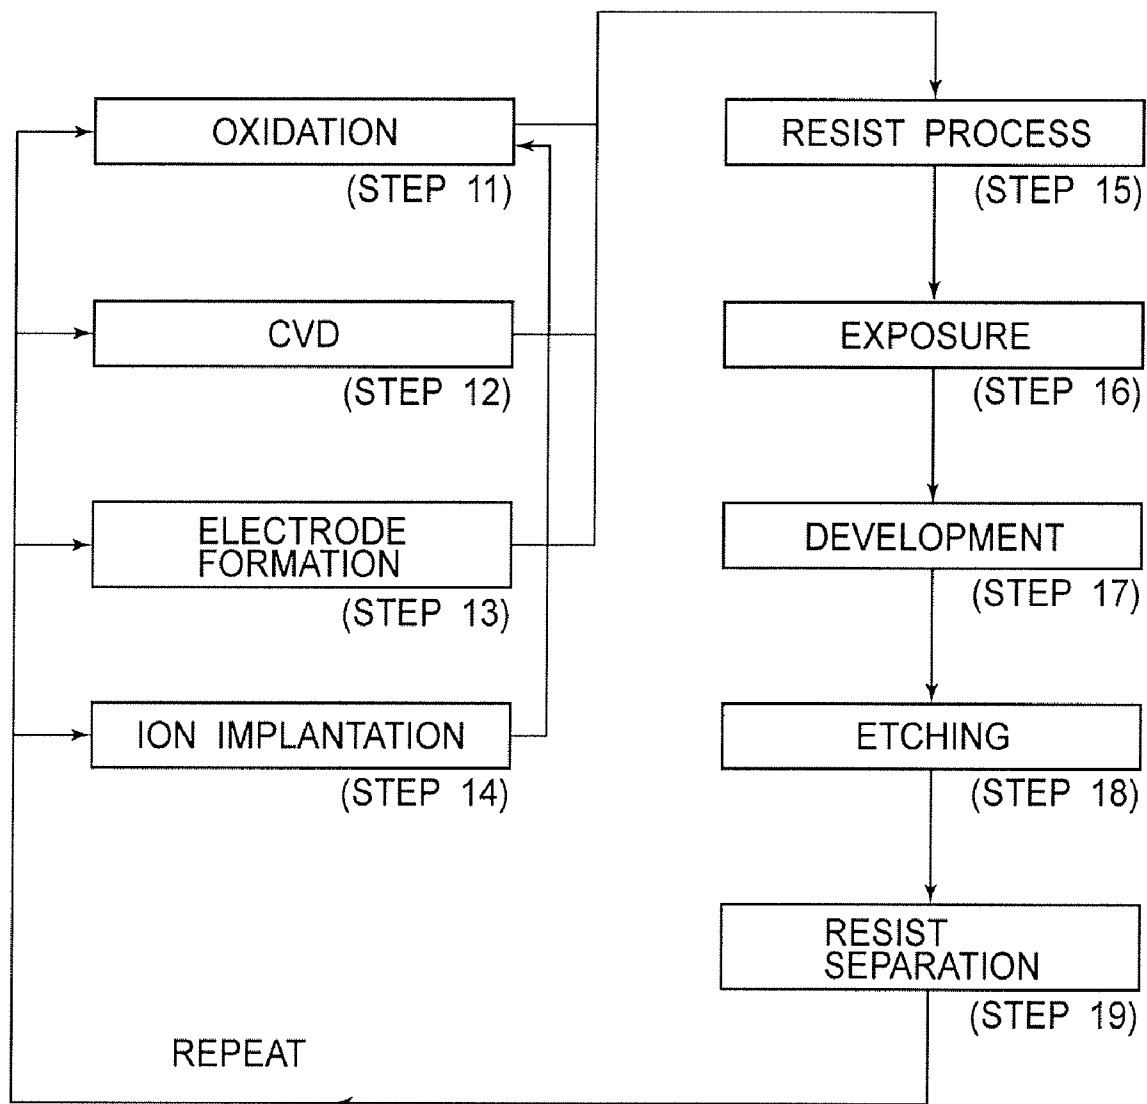 OXIDATION
(STEP 11)
CVD
(STEP 12)
ELECTRODE
FORMATION
(STEP 13)
ION IMPLANTATION
(STEP 14)
REPEAT
RESIST PROCESS
(STEP 15)
EXPOSURE
(STEP 16)
DEVELOPMENT
(STEP 17)
ETCHING
(STEP 18)
RESIST
SEPARATION
(STEP 19)